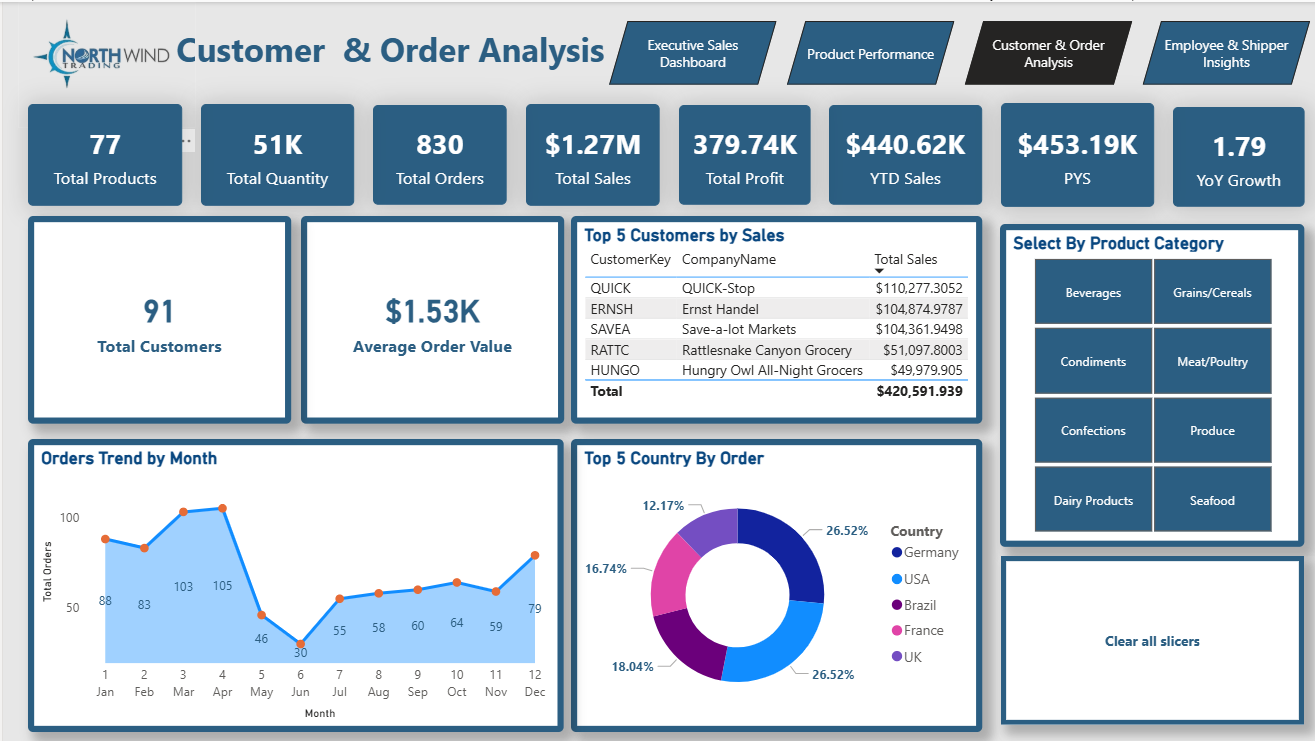 NORTHWIND
TRADING
Customer & Order Analysis
Executive Sales
Dashboard
Product Performance
Customer & Order
Analysis
Employee & Shipper
Insights
77
Total Products
51K
Total Quantity
830
Total Orders
$1.27M
Total Sales
379.74K
Total Profit
$440.62K
YTD Sales
$453.19K
PYS
1.79
YoY Growth
91
Total Customers
$1.53K
Average Order Value
Top 5 Customers by Sales
CustomerKey CompanyName Total Sales
QUICK QUICK-Stop $110,277.3052
ERNSH Ernst Handel $104,874.9787
SAVEA Save-a-lot Markets $104,361.9498
RATTC Rattlesnake Canyon Grocery $51,097.8003
HUNGO Hungry Owl All-Night Grocers $49,979.905
Total $420,591.939
Select By Product Category
Beverages Grains/Cereals
Condiments Meat/Poultry
Confections Produce
Dairy Products Seafood
Orders Trend by Month
Total Orders
100
50
88 83 103 105 46 30 55 58 60 64 59 79
1 2 3 4 5 6 7 8 9 10 11 12
Jan Feb Mar Apr May Jun Jul Aug Sep Oct Nov Dec
Month
Top 5 Country By Order
12.17%
26.52%
16.74%
18.04%
26.52%
Country
Germany
USA
Brazil
France
UK
Clear all slicers